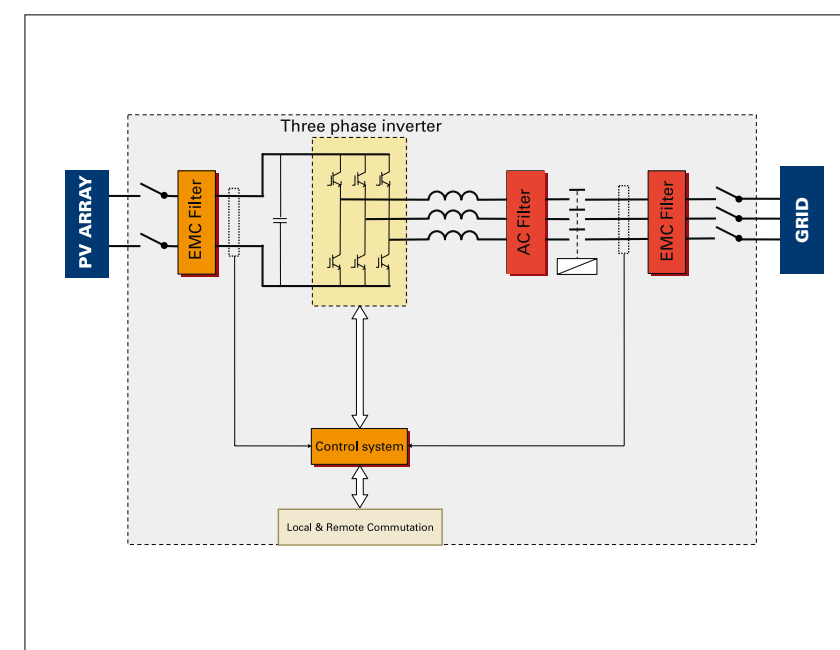 Three phase inverter
PV ARRAY
EMC Filter
AC Filter
EMC Filter
GRID
Control system
Local & Remote Commutation